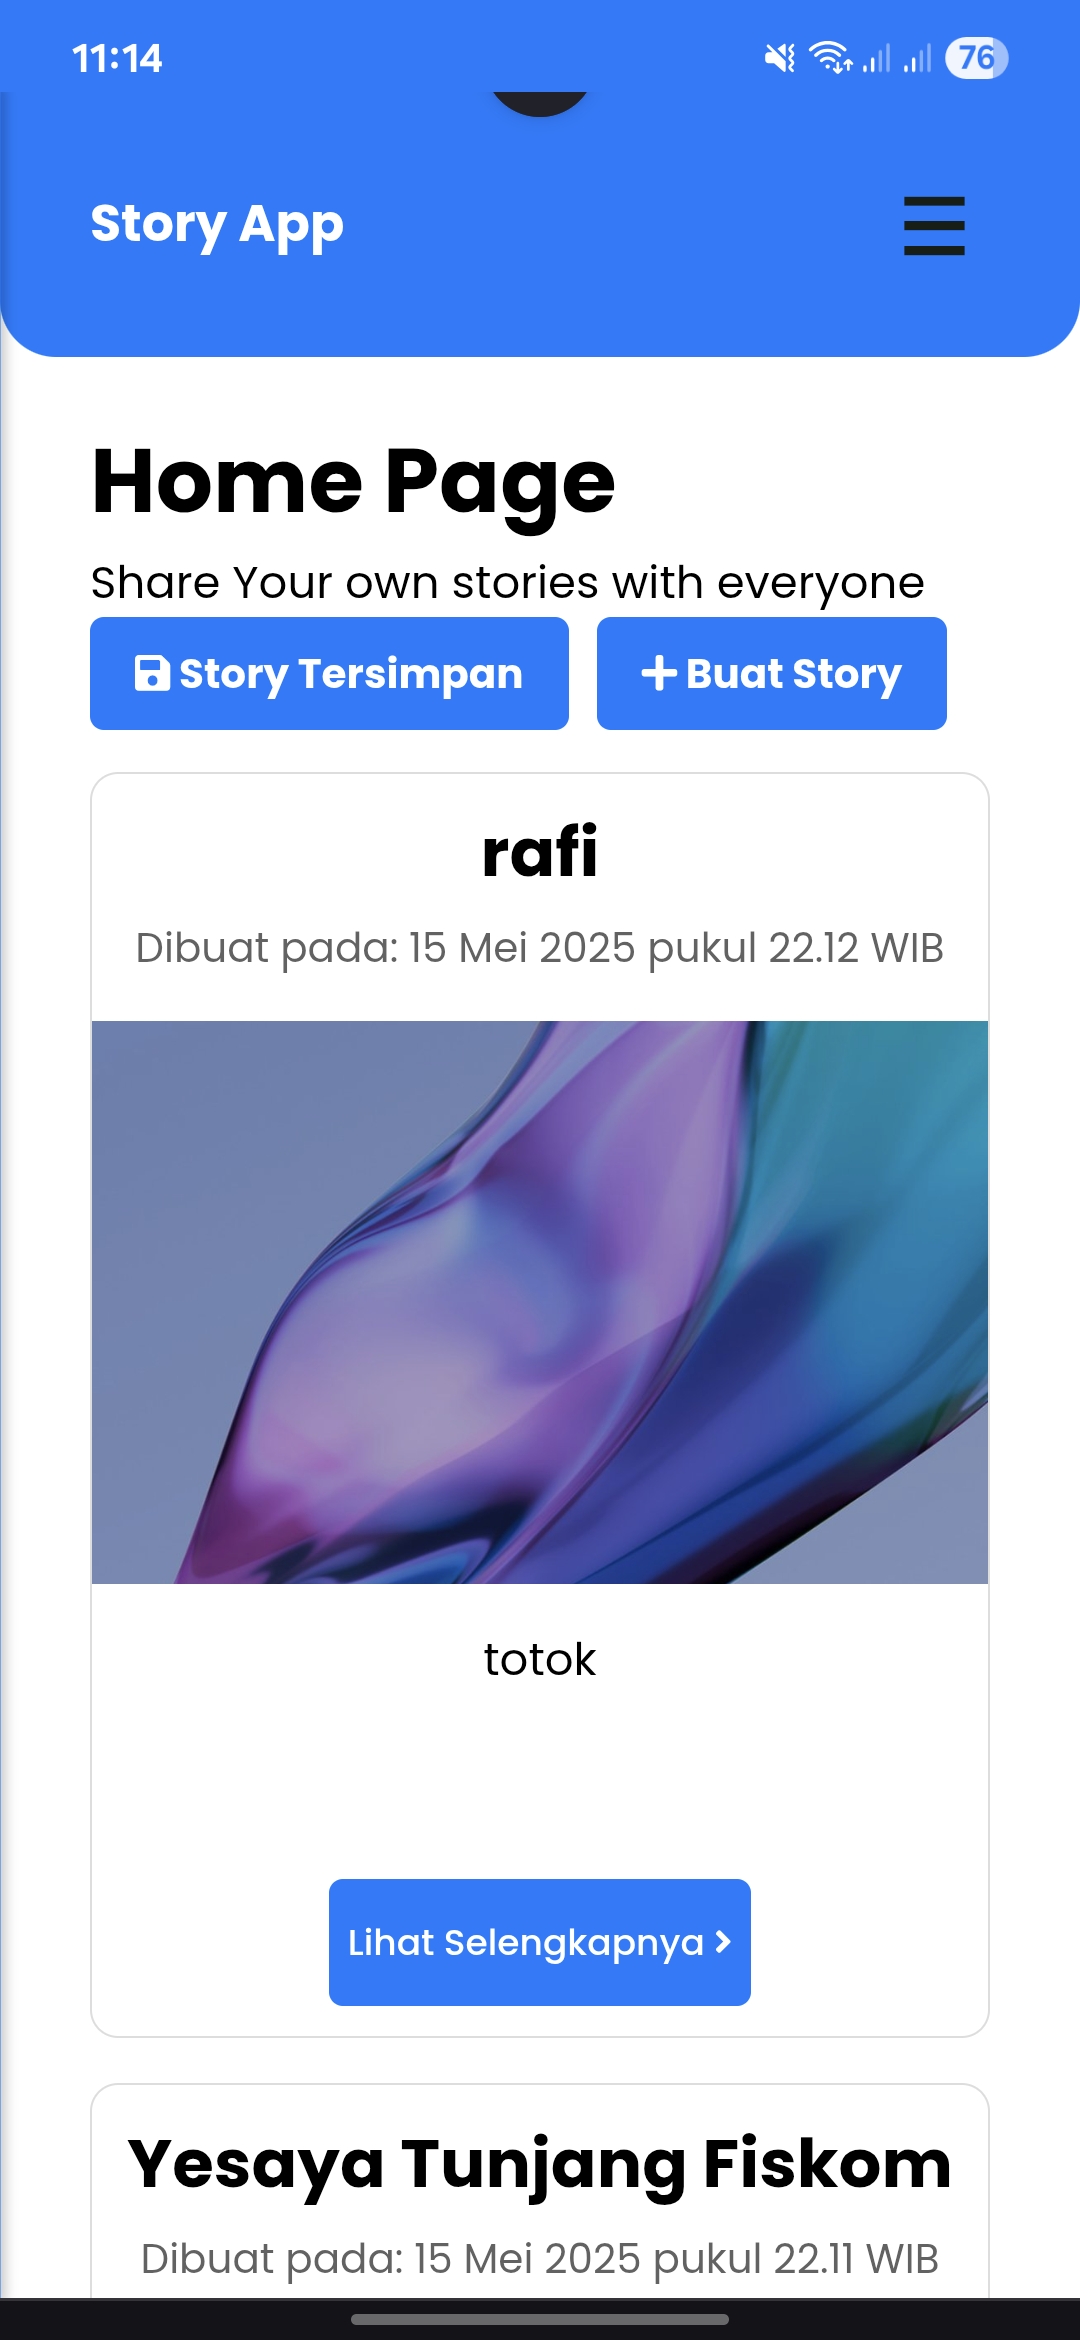 11:14
76
Story App
Home Page
Share Your own stories with everyone
Story Tersimpan
Buat Story
rafi
Dibuat pada: 15 Mei 2025 pukul 22.12 WIB
totok
Lihat Selengkapnya
Yesaya Tunjang Fiskom
Dibuat pada: 15 Mei 2025 pukul 22.11 WIB